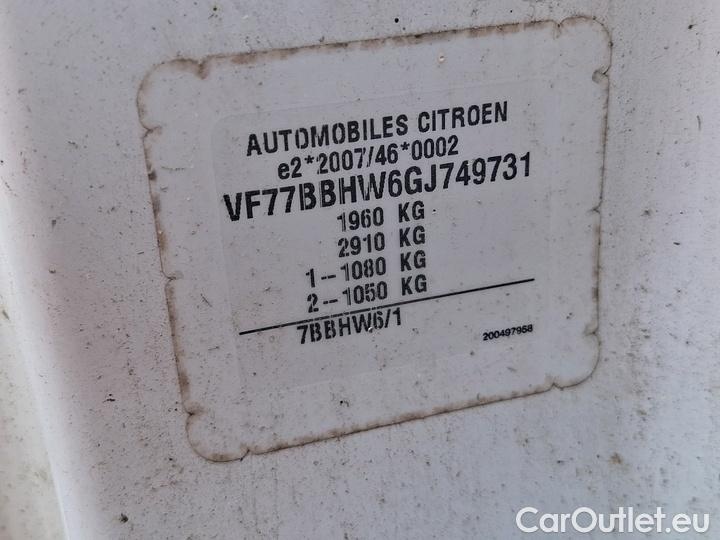 AUTOMOBILES CITROEN
e2*2007/46*0002
VF77BBHW6GJ749731
1960 KG
2910 KG
1--1080 KG
2--1050 KG
7BBHW6/1
200497958
CarOutlet.eu